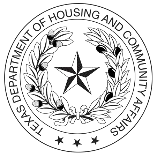 TEXAS DEPARTMENT OF HOUSING AND COMMUNITY AFFAIRS